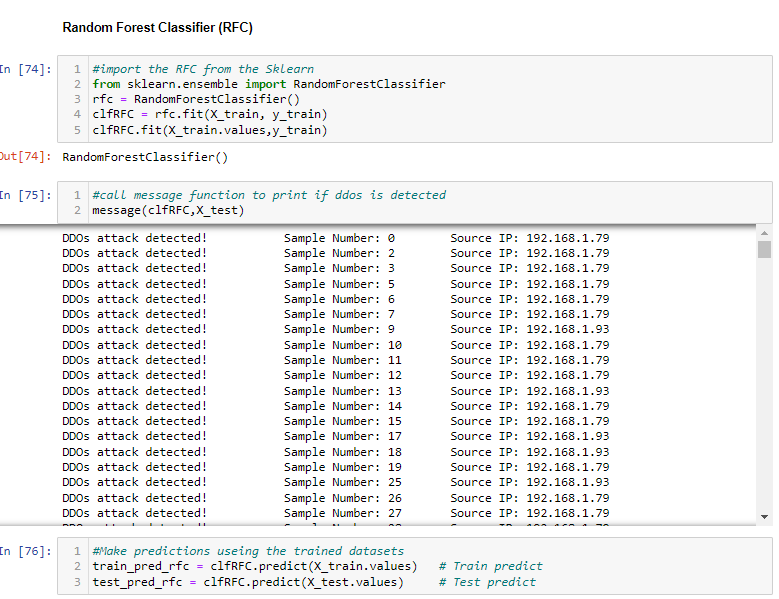 Random Forest Classifier (RFC)
In [74]:
1 #import the RFC from the Sklearn
2 from sklearn.ensemble import RandomForestClassifier
3 rfc = RandomForestClassifier()
4 clfRFC = rfc.fit(X_train, y_train)
5 clfRFC.fit(X_train.values,y_train)
Out[74]: RandomForestClassifier()
In [75]:
1 #call message function to print if ddos is detected
2 message(clfRFC,X_test)
DDOs attack detected! Sample Number: 0 Source IP: 192.168.1.79
DDOs attack detected! Sample Number: 2 Source IP: 192.168.1.79
DDOs attack detected! Sample Number: 3 Source IP: 192.168.1.79
DDOs attack detected! Sample Number: 5 Source IP: 192.168.1.79
DDOs attack detected! Sample Number: 6 Source IP: 192.168.1.79
DDOs attack detected! Sample Number: 7 Source IP: 192.168.1.79
DDOs attack detected! Sample Number: 9 Source IP: 192.168.1.93
DDOs attack detected! Sample Number: 10 Source IP: 192.168.1.79
DDOs attack detected! Sample Number: 11 Source IP: 192.168.1.79
DDOs attack detected! Sample Number: 12 Source IP: 192.168.1.79
DDOs attack detected! Sample Number: 13 Source IP: 192.168.1.93
DDOs attack detected! Sample Number: 14 Source IP: 192.168.1.79
DDOs attack detected! Sample Number: 15 Source IP: 192.168.1.79
DDOs attack detected! Sample Number: 17 Source IP: 192.168.1.93
DDOs attack detected! Sample Number: 18 Source IP: 192.168.1.93
DDOs attack detected! Sample Number: 19 Source IP: 192.168.1.79
DDOs attack detected! Sample Number: 25 Source IP: 192.168.1.93
DDOs attack detected! Sample Number: 26 Source IP: 192.168.1.79
DDOs attack detected! Sample Number: 27 Source IP: 192.168.1.79
In [76]:
1 #Make predictions useing the trained datasets
2 train_pred_rfc = clfRFC.predict(X_train.values) # Train predict
3 test_pred_rfc = clfRFC.predict(X_test.values) # Test predict